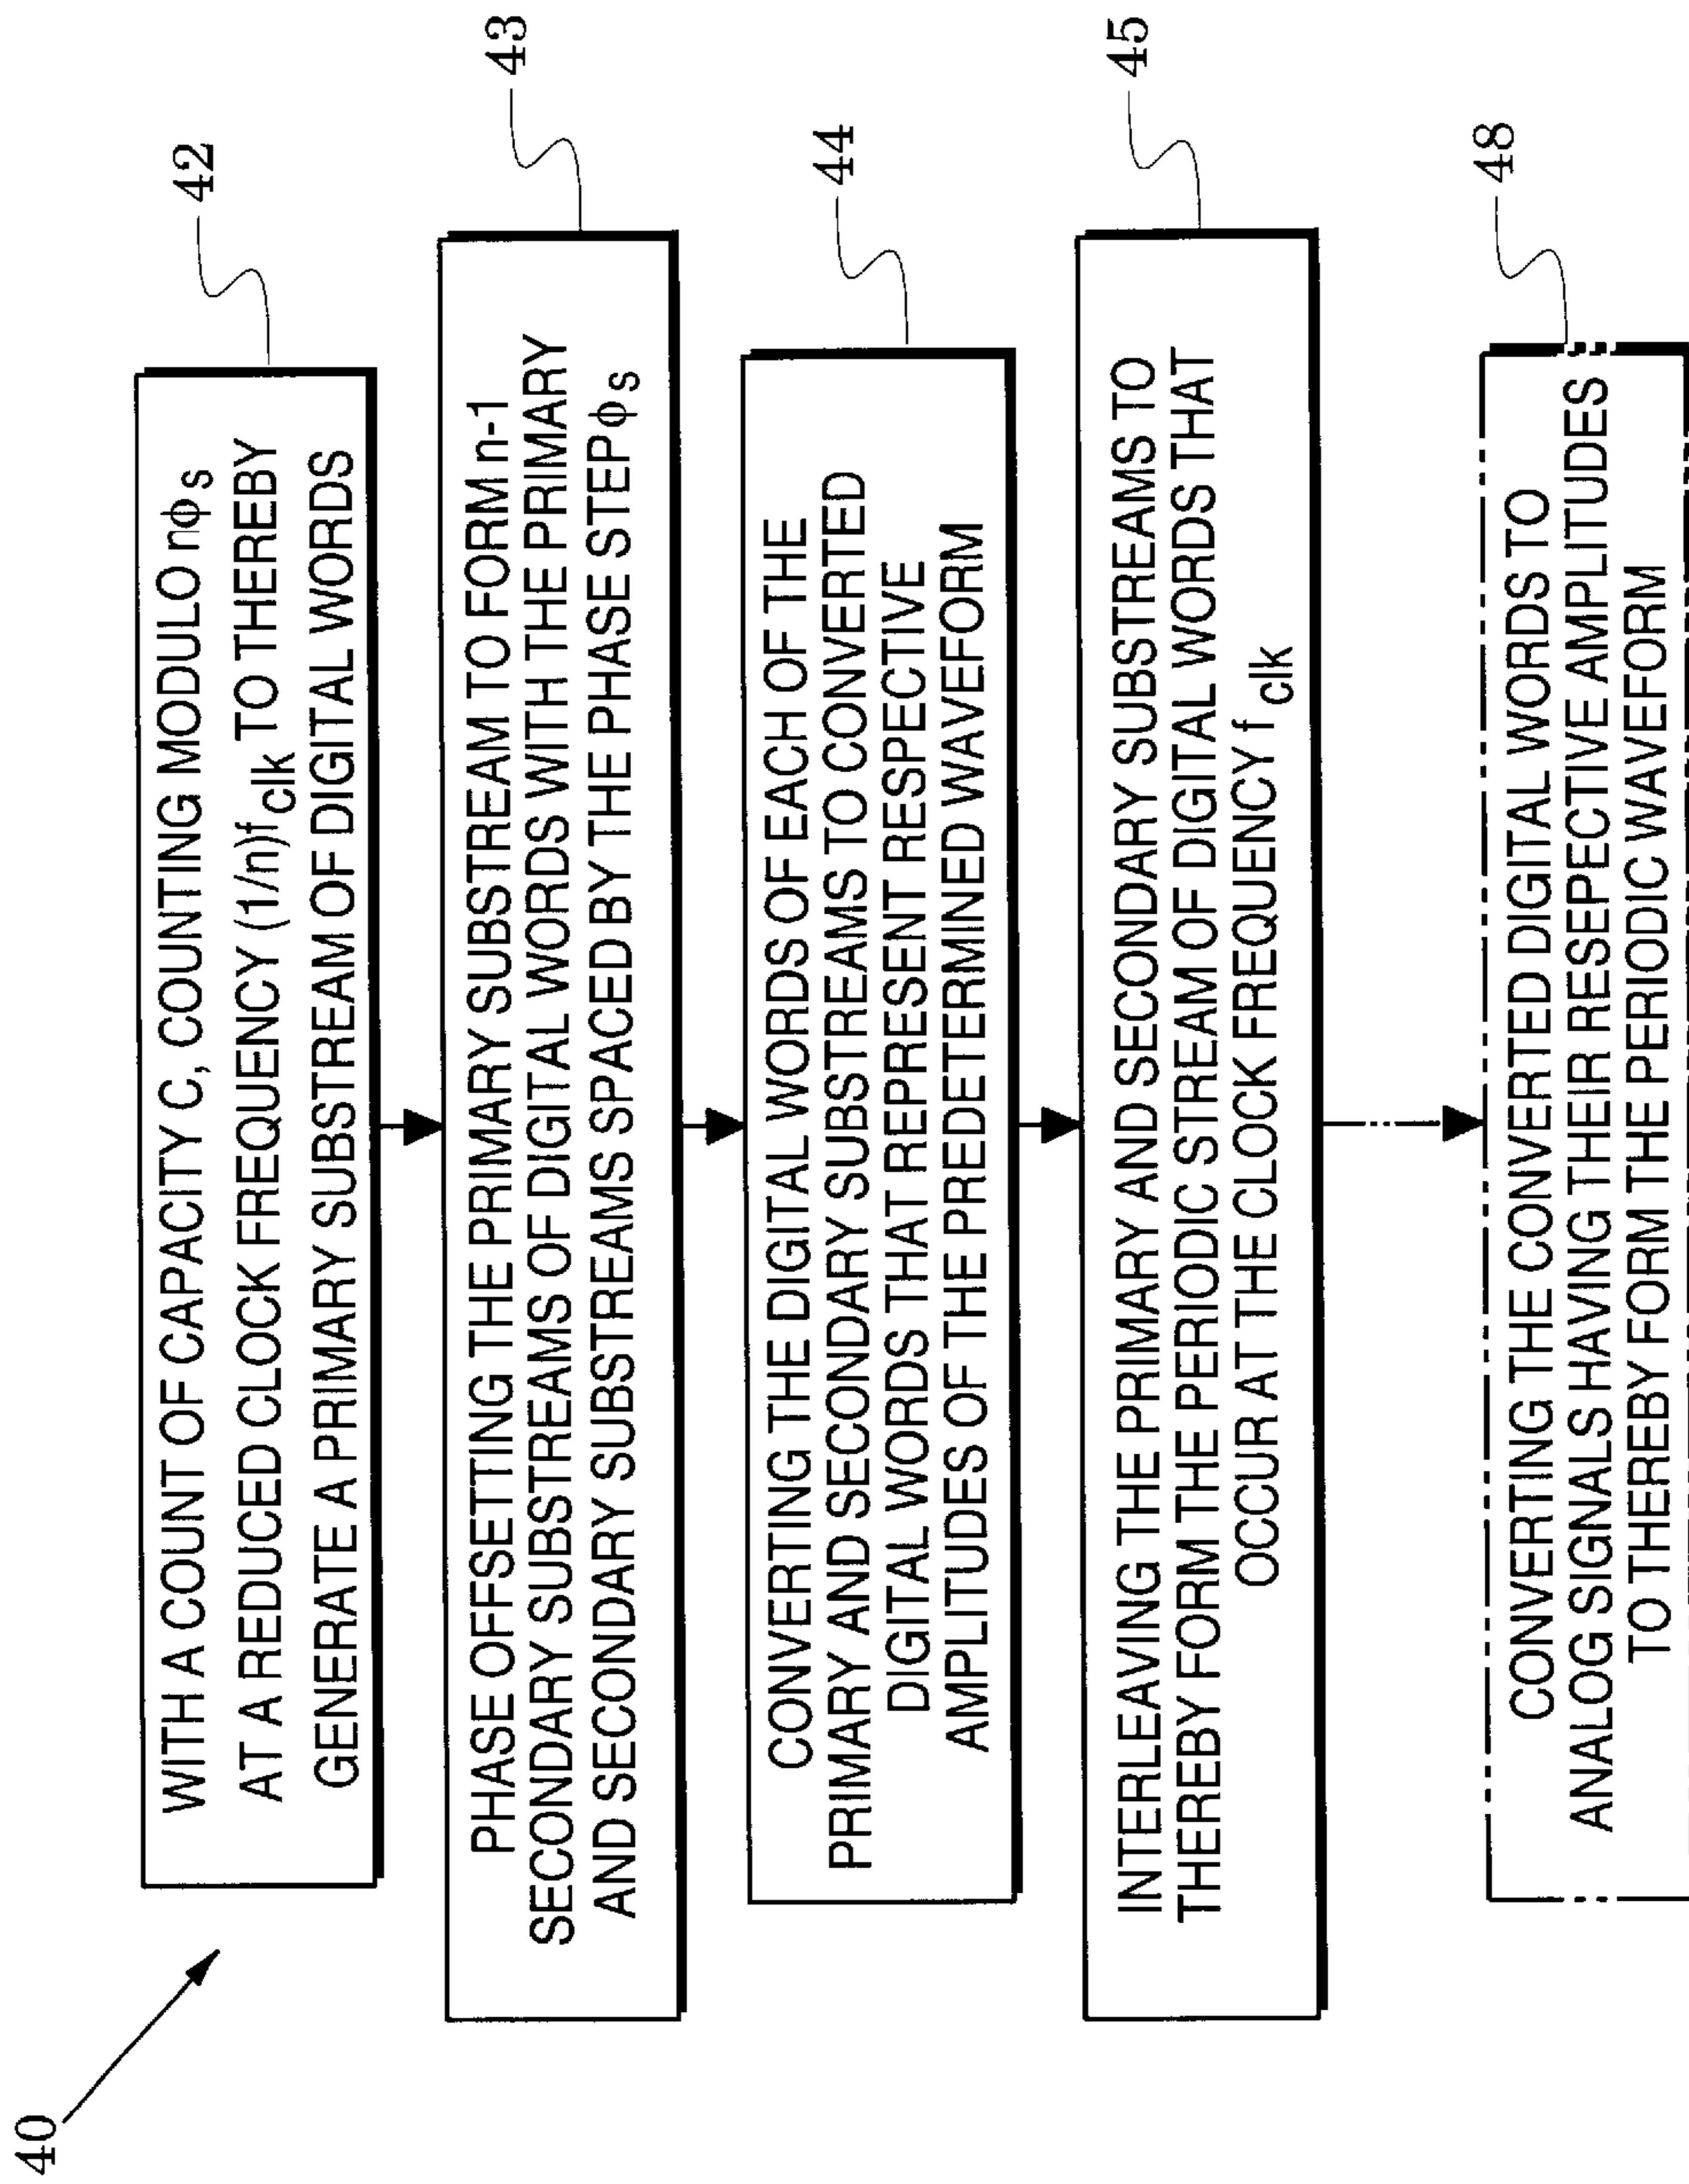 40
42
WITH A COUNT OF CAPACITY C, COUNTING MODULO nϕs
AT A REDUCED CLOCK FREQUENCY (1/n)fclk TO THEREBY
GENERATE A PRIMARY SUBSTREAM OF DIGITAL WORDS
43
PHASE OFFSETTING THE PRIMARY SUBSTREAM TO FORM n-1
SECONDARY SUBSTREAMS OF DIGITAL WORDS WITH THE PRIMARY
AND SECONDARY SUBSTREAMS SPACED BY THE PHASE STEP ϕs
44
CONVERTING THE DIGITAL WORDS OF EACH OF THE
PRIMARY AND SECONDARY SUBSTREAMS TO CONVERTED
DIGITAL WORDS THAT REPRESENT RESPECTIVE
AMPLITUDES OF THE PREDETERMINED WAVEFORM
45
INTERLEAVING THE PRIMARY AND SECONDARY SUBSTREAMS TO
THEREBY FORM THE PERIODIC STREAM OF DIGITAL WORDS THAT
OCCUR AT THE CLOCK FREQUENCY fclk
48
CONVERTING THE CONVERTED DIGITAL WORDS TO
ANALOG SIGNALS HAVING THEIR RESEPECTIVE AMPLITUDES
TO THEREBY FORM THE PERIODIC WAVEFORM